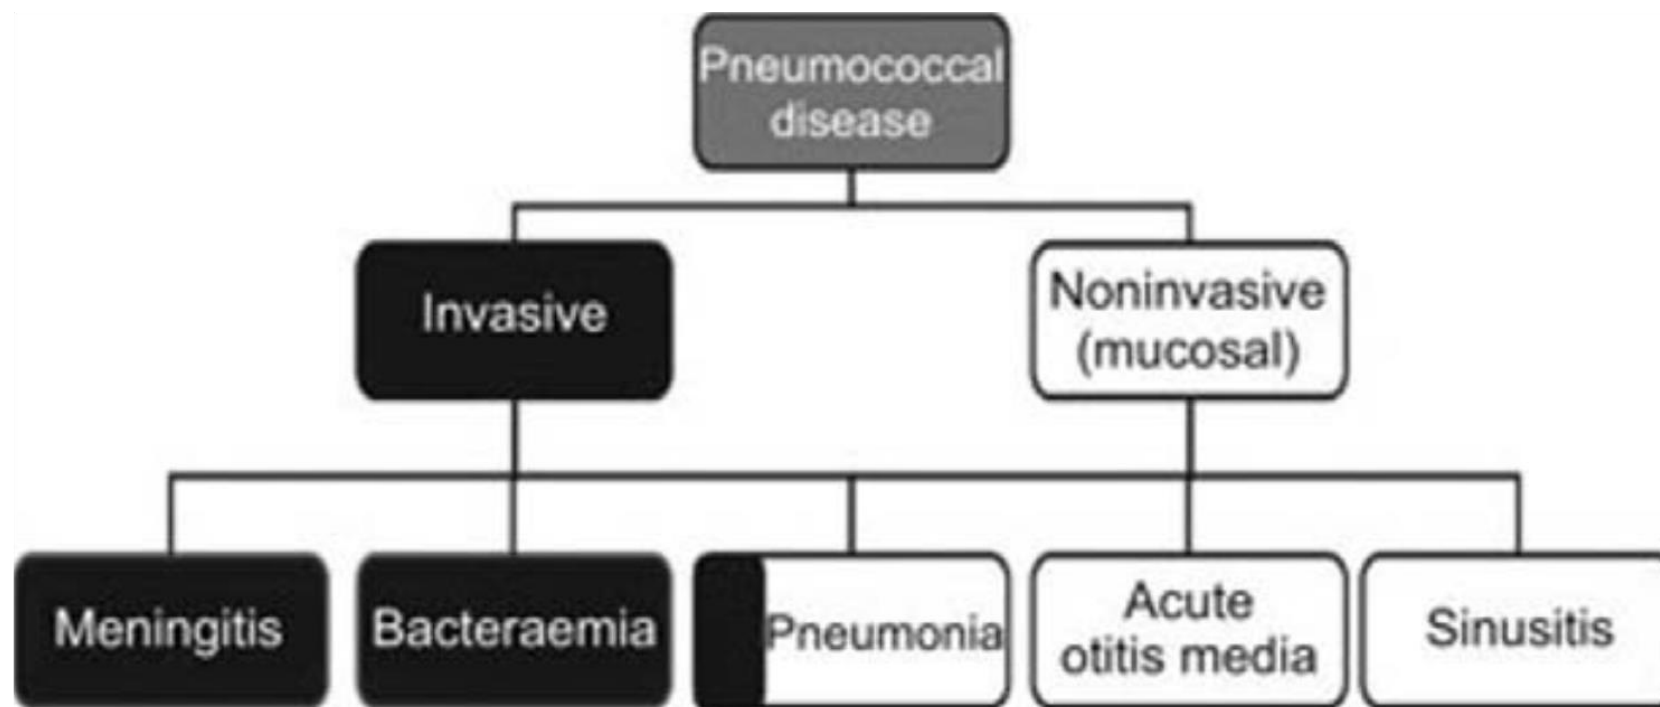 Pneumococcal
disease
Invasive
Noninvasive
(mucosal)
Meningitis
Bacteraemia
Pneumonia
Acute
otitis media
Sinusitis